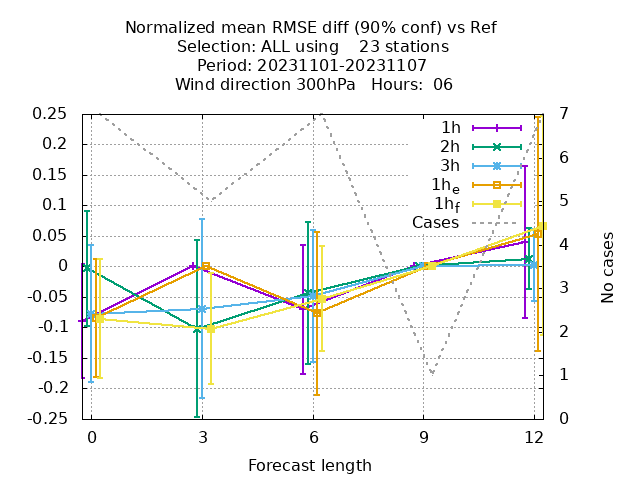 Normalized mean RMSE diff (90% conf) vs Ref
Selection: ALL using    23 stations
Period: 20231101-20231107
Wind direction 300hPa   Hours:  06
0.25
0.2
0.15
0.1
0.05
0
-0.05
-0.1
-0.15
-0.2
-0.25
7
6
5
4
3
2
1
0
1h
2h
3h
1he
1hf
Cases
No cases
0
3
6
9
12
Forecast length